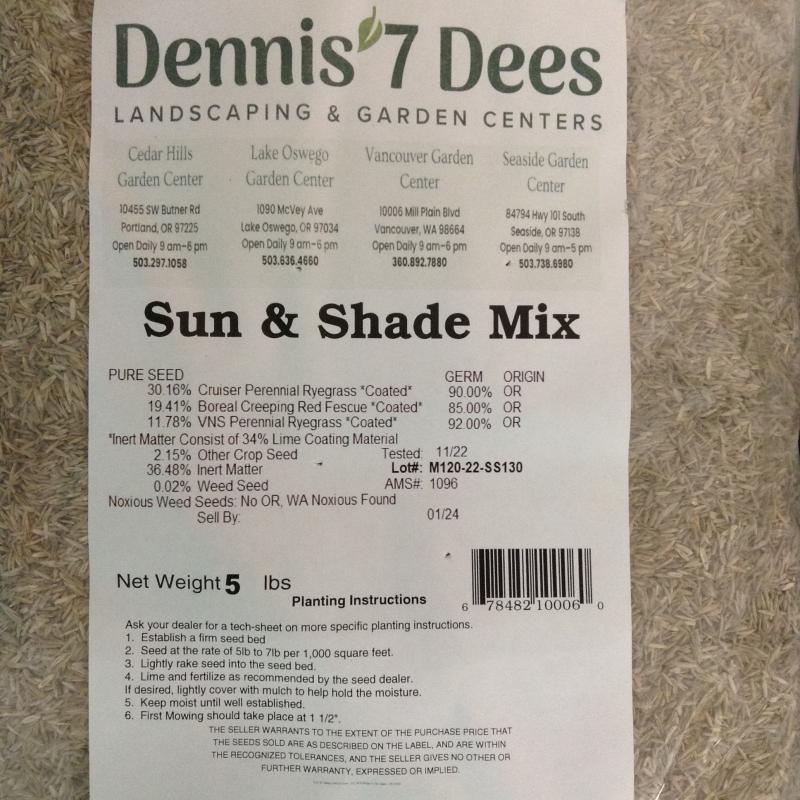 Dennis' 7 Dees
LANDSCAPING & GARDEN CENTERS
Cedar Hills
Garden Center
10455 SW Butner Rd
Portland, OR 97225
Open Daily 9 am-6 pm
503.297.1058
Lake Oswego
Garden Center
1090 McVey Ave
Lake Oswego, OR 97034
Open Daily 9 am-6 pm
503.636.4660
Vancouver Garden
Center
10006 Mill Plain Blvd
Vancouver, WA 98664
Open Daily 9 am-6 pm
360.892.7880
Seaside Garden
Center
84794 Hwy 101 South
Seaside, OR 97138
Open Daily 9 am-5 pm
503.738.6980
Sun & Shade Mix
PURE SEED GERM ORIGIN
30.16% Cruiser Perennial Ryegrass *Coated* 90.00% OR
19.41% Boreal Creeping Red Fescue *Coated* 85.00% OR
11.78% VNS Perennial Ryegrass *Coated* 92.00% OR
*Inert Matter Consist of 34% Lime Coating Material
2.15% Other Crop Seed Tested: 11/22
36.48% Inert Matter Lot#: M120-22-SS130
0.02% Weed Seed AMS#: 1096
Noxious Weed Seeds: No OR, WA Noxious Found
Sell By: 01/24
Net Weight 5 lbs
6 78482 10006 0
Planting Instructions
Ask your dealer for a tech-sheet on more specific planting instructions.
1. Establish a firm seed bed
2. Seed at the rate of 5lb to 7lb per 1,000 square feet.
3. Lightly rake seed into the seed bed.
4. Lime and fertilize as recommended by the seed dealer.
If desired, lightly cover with mulch to help hold the moisture.
5. Keep moist until well established.
6. First Mowing should take place at 1 1/2".
THE SELLER WARRANTS TO THE EXTENT OF THE PURCHASE PRICE THAT
THE SEEDS SOLD ARE AS DESCRIBED ON THE LABEL, AND ARE WITHIN
THE RECOGNIZED TOLERANCES, AND THE SELLER GIVES NO OTHER OR
FURTHER WARRANTY, EXPRESSED OR IMPLIED.